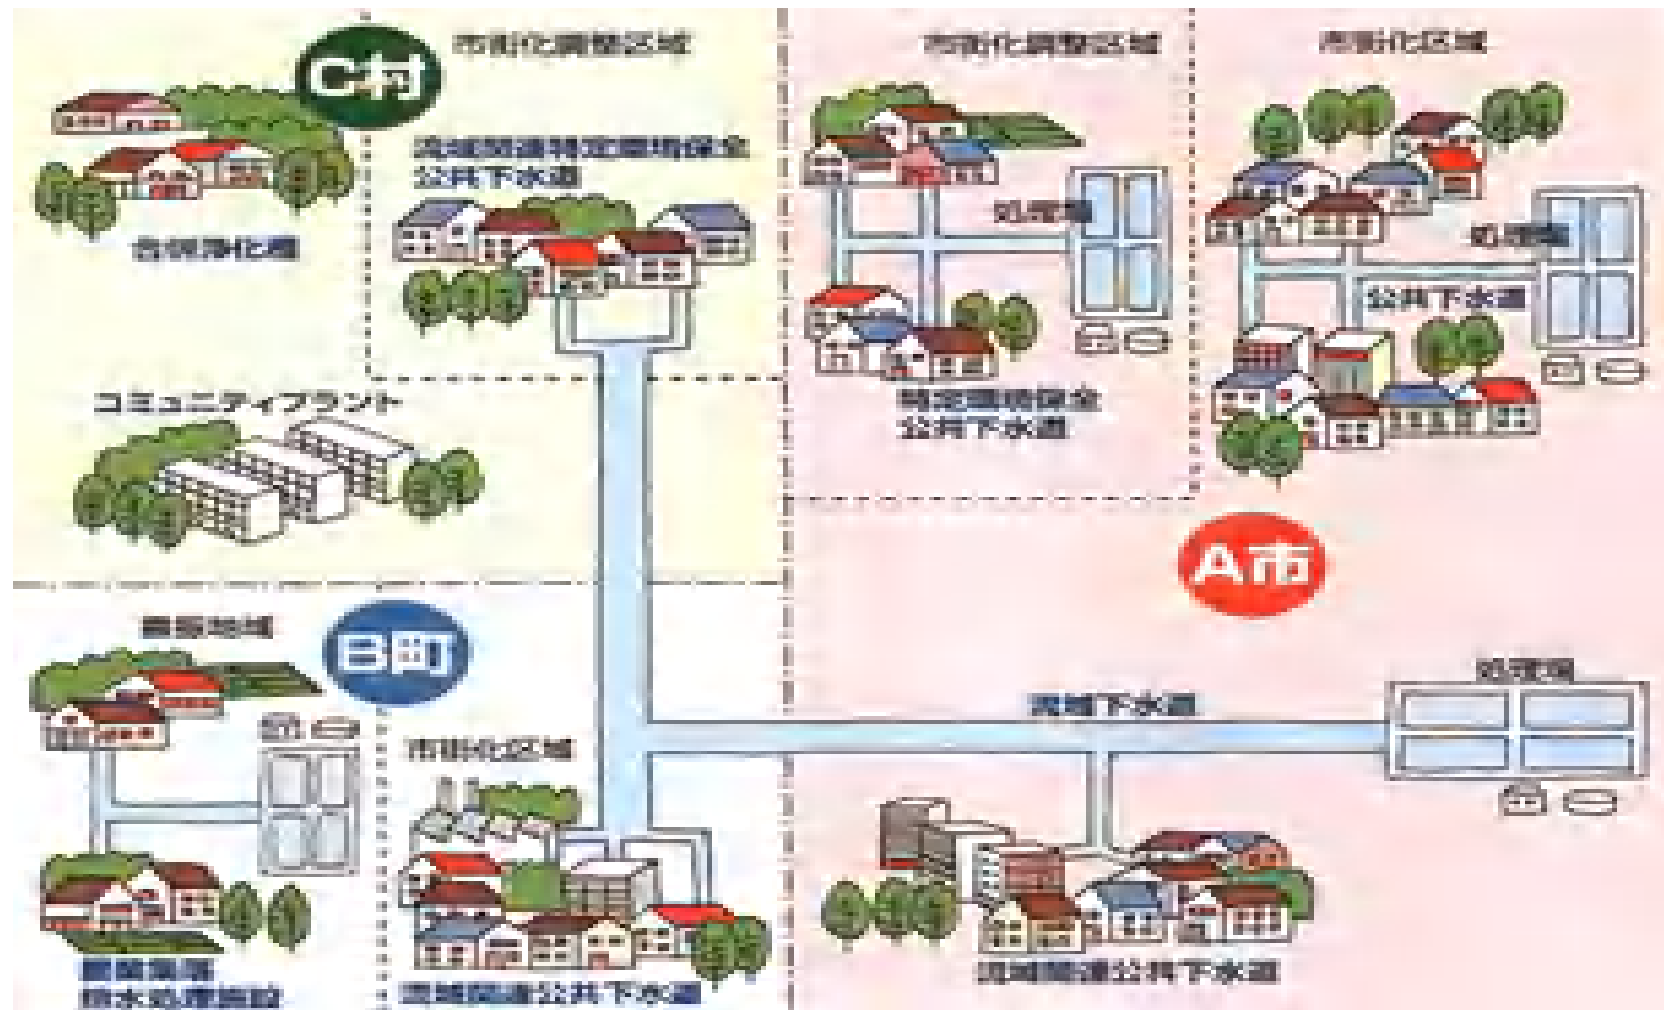 C村
市街化調整区域
流域関連特定環境保全
公共下水道
合併浄化槽
コミュニティプラント
市街化調整区域
処理場
特定環境保全
公共下水道
市街化区域
処理場
公共下水道
A市
B町
農振地域
農業集落
排水処理施設
市街化区域
流域関連公共下水道
流域下水道
処理場
流域関連公共下水道